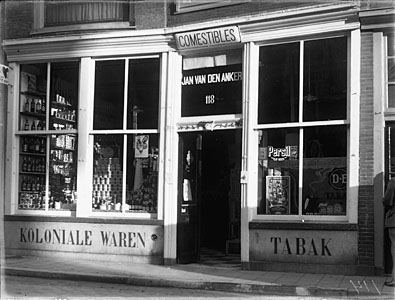 COMESTIBLES
JAN VAN DEN ANKER
118
Persil
D.E
KOLONIALE WAREN
TABAK